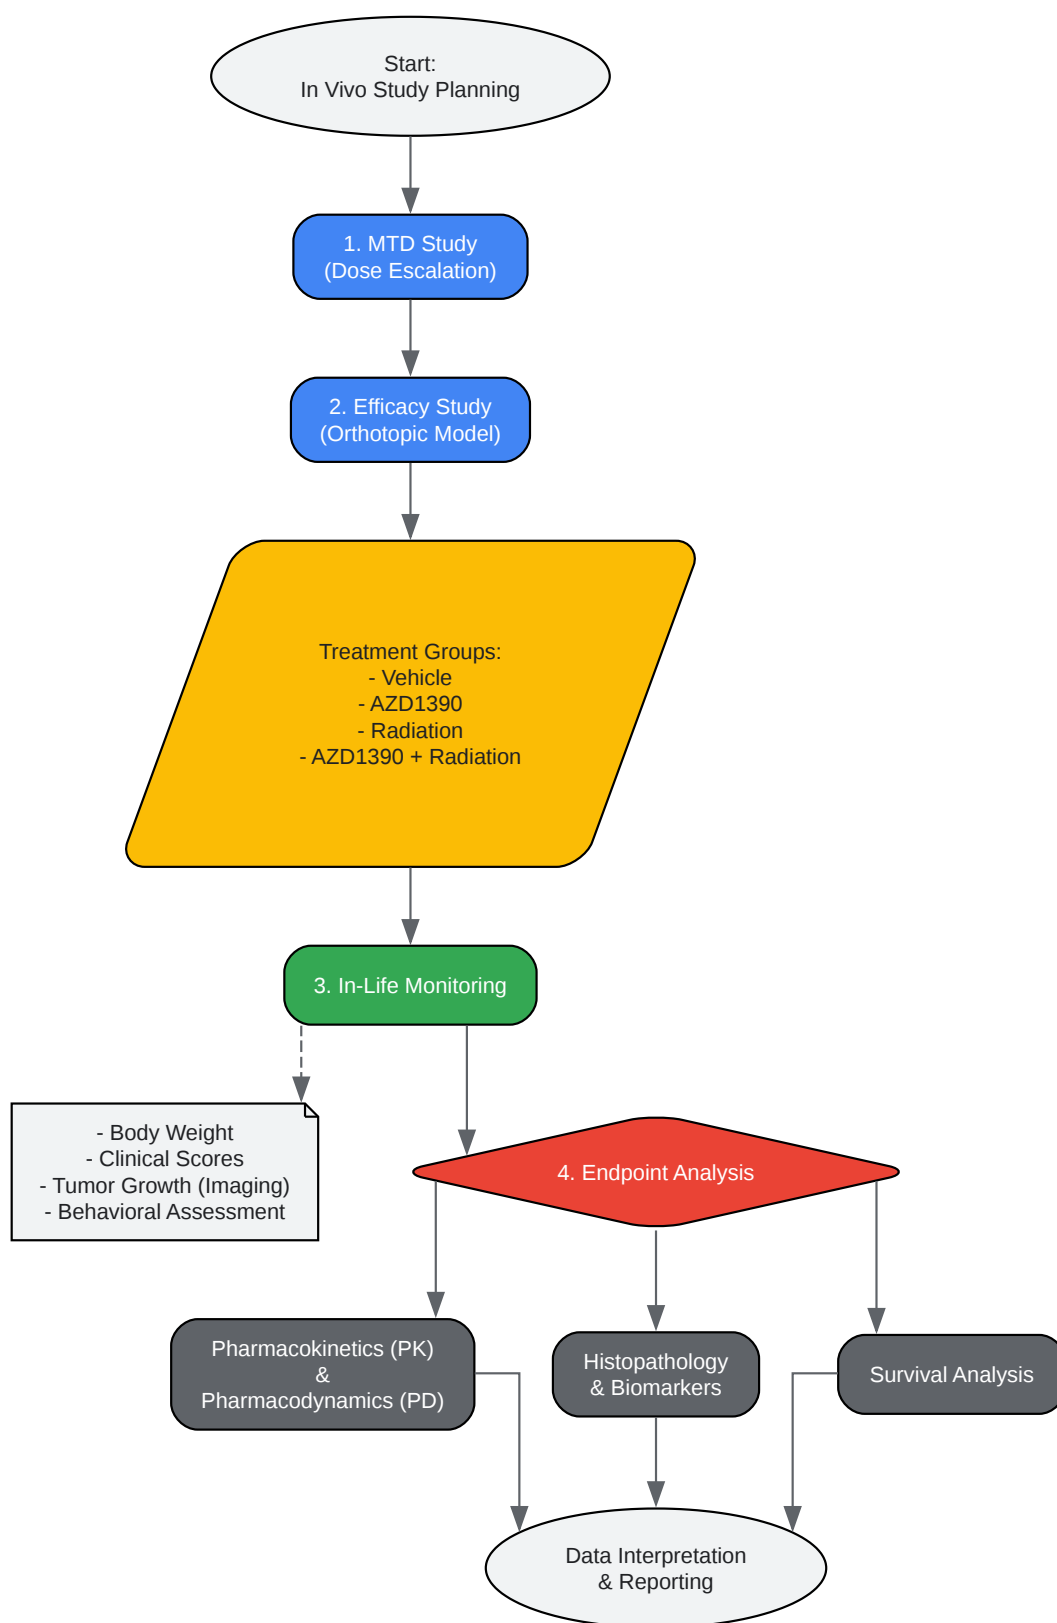 Start:
In Vivo Study Planning
1. MTD Study
(Dose Escalation)
2. Efficacy Study
(Orthotopic Model)
Treatment Groups:
- Vehicle
- AZD1390
- Radiation
- AZD1390 + Radiation
3. In-Life Monitoring
- Body Weight
- Clinical Scores
- Tumor Growth (Imaging)
- Behavioral Assessment
4. Endpoint Analysis
Pharmacokinetics (PK)
&
Pharmacodynamics (PD)
Histopathology
& Biomarkers
Survival Analysis
Data Interpretation
& Reporting